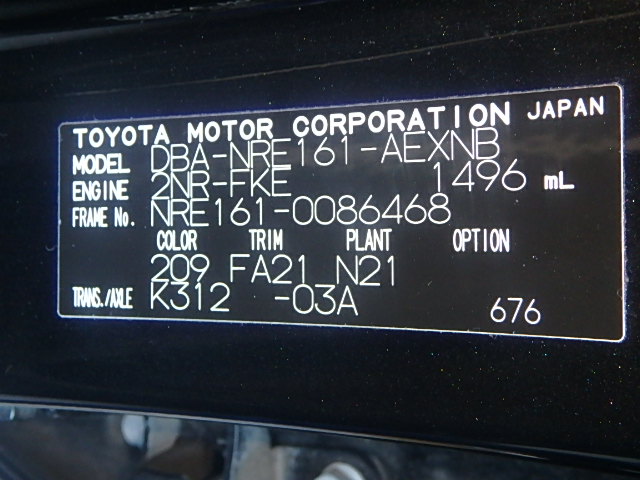 TOYOTA MOTOR CORPORATION JAPAN
MODEL DBA-NRE161-AEXNB
ENGINE 2NR-FKE 1496 mL
FRAME No. NRE161-0086468
COLOR TRIM PLANT OPTION
209 FA21 N21
TRANS./AXLE K312 -03A 676